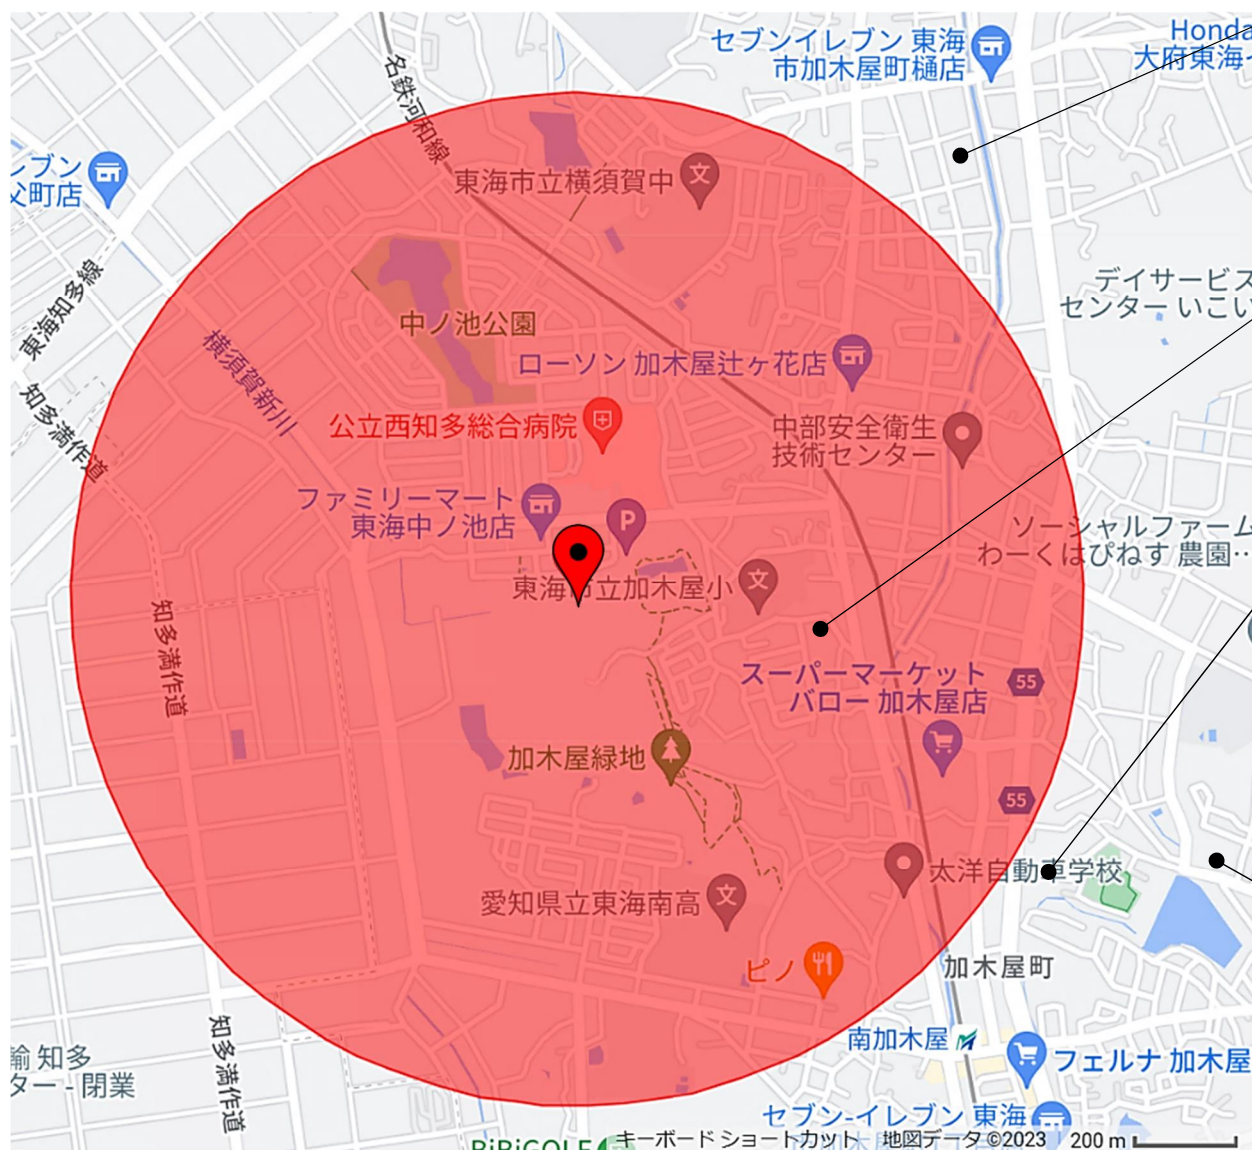 セブンイレブン 東海
市加木屋町樋店
Honda
大府東海
名鉄河和線
レブン
父町店
東海市立横須賀中
デイサービス
センター いこい
東海知多線
中ノ池公園
横須賀新川
ローソン 加木屋辻ヶ花店
知多満作道
公立西知多総合病院
中部安全衛生
技術センター
ファミリーマート
東海中ノ池店
P
ソーシャルファーム
わーくはぴねす 農園…
東海市立加木屋小
文
知多満作道
スーパーマーケット
バロー 加木屋店
55
加木屋緑地
55
太洋自動車学校
愛知県立東海南高
文
ピノ
加木屋町
知多満作道
南加木屋
輸 知多
ター - 閉業
フェルナ 加木屋
セブン-イレブン 東海
BiBiGOLF
キーボード ショートカット 地図データ ©2023 200 m